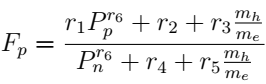 $F_p = \frac{r_1 P_p^{r_6} + r_2 + r_3 \frac{m_h}{m_e}}{P_n^{r_6} + r_4 + r_5 \frac{m_h}{m_e}}$